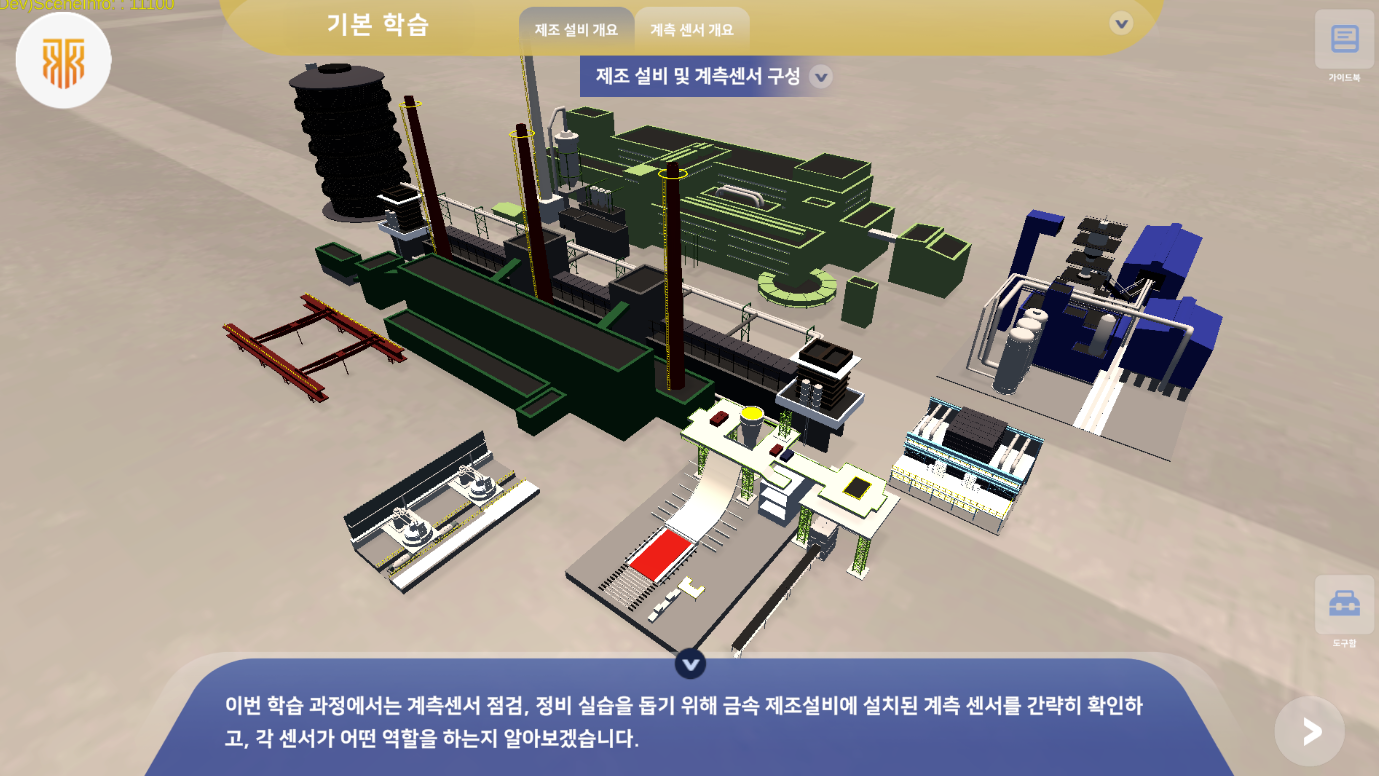 Dev)SceneInfo: : 11100
기본 학습
제조 설비 개요
계측 센서 개요
제조 설비 및 계측센서 구성
가이드북
도구함
이번 학습 과정에서는 계측센서 점검, 정비 실습을 돕기 위해 금속 제조설비에 설치된 계측 센서를 간략히 확인하
고, 각 센서가 어떤 역할을 하는지 알아보겠습니다.